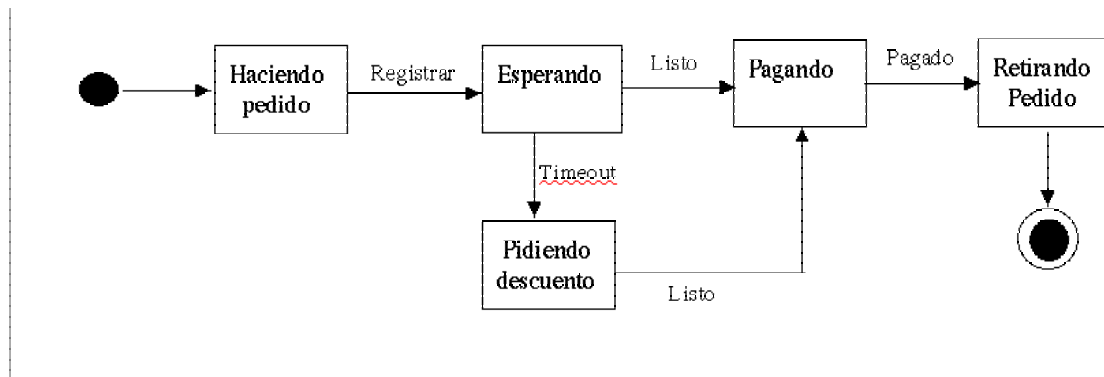 Haciendo
pedido
Registrar
Esperando
Listo
Pagando
Pagado
Retirando
Pedido
Timeout
Pidiendo
descuento
Listo